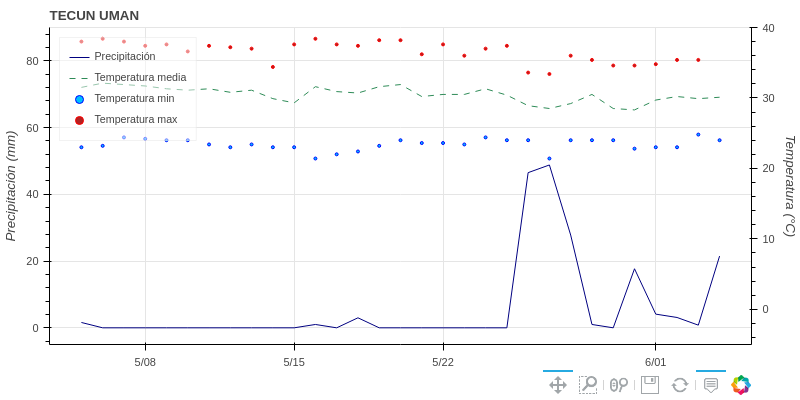 TECUN UMAN
Precipitación
Temperatura media
Temperatura min
Temperatura max
Precipitación (mm)
80
60
40
20
0
40
30
20
10
0
Temperatura (°C)
5/08
5/15
5/22
6/01